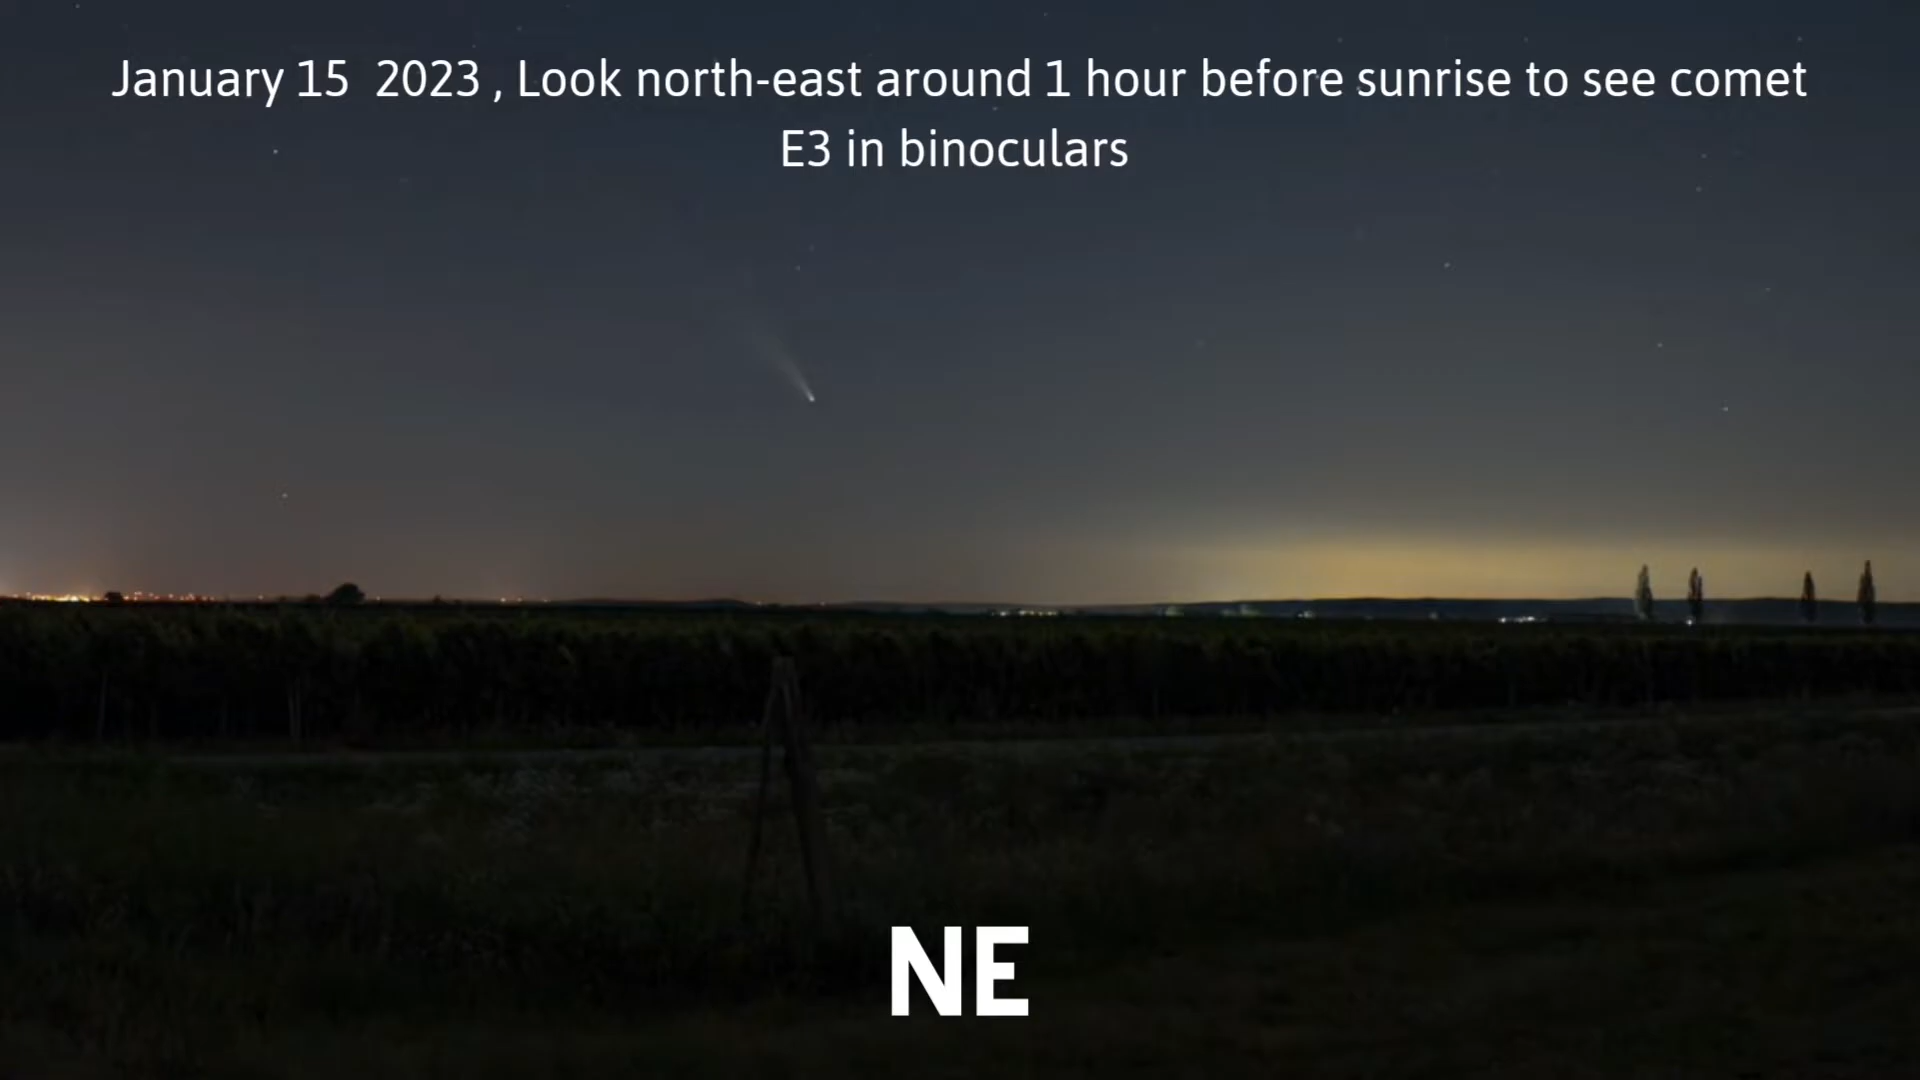 January 15  2023 , Look north-east around 1 hour before sunrise to see comet
E3 in binoculars
NE